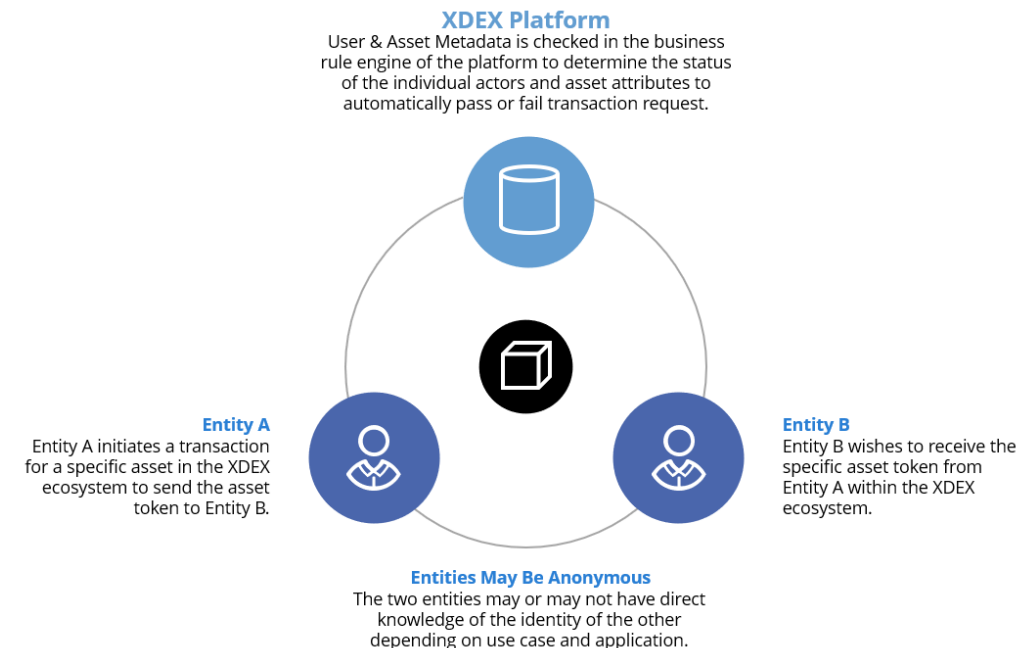 XDEX Platform
User & Asset Metadata is checked in the business
rule engine of the platform to determine the status
of the individual actors and asset attributes to
automatically pass or fail transaction request.
Entity A
Entity A initiates a transaction
for a specific asset in the XDEX
ecosystem to send the asset
token to Entity B.
Entity B
Entity B wishes to receive the
specific asset token from
Entity A within the XDEX
ecosystem.
Entities May Be Anonymous
The two entities may or may not have direct
knowledge of the identity of the other
depending on use case and application.